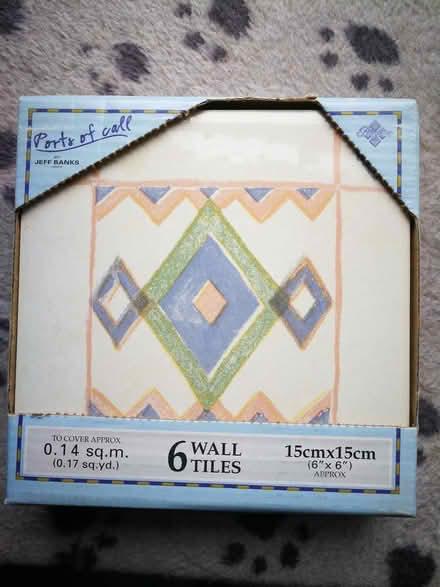 Ports of call
BY
JEFF BANKS
TO COVER APPROX.
0.14 sq.m.
(0.17 sq.yd.)
6 WALL
TILES
15cmx15cm
(6"x 6")
APPROX